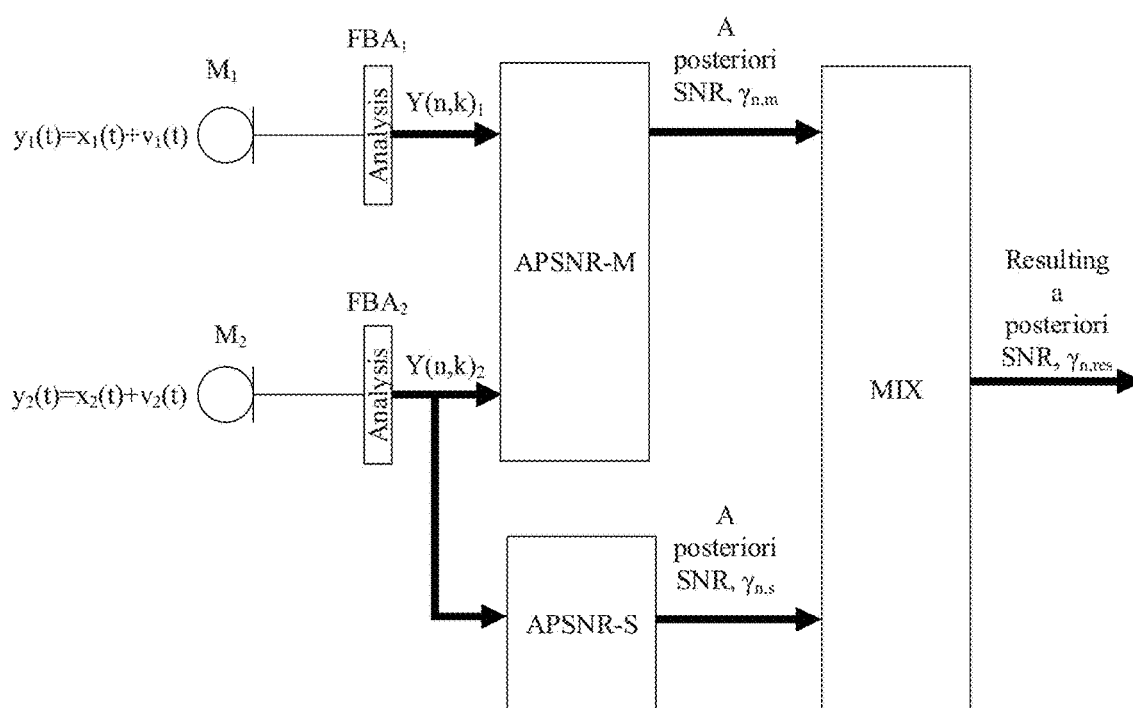 FBA₁
M₁
y₁(t)=x₁(t)+v₁(t)
Analysis
Y(n,k)₁
APSNR-M
A
posteriori
SNR, γₙ,ₘ
FBA₂
M₂
y₂(t)=x₂(t)+v₂(t)
Analysis
Y(n,k)₂
APSNR-S
A
posteriori
SNR, γₙ,ₛ
MIX
Resulting
a
posteriori
SNR, γₙ,ᵣₑₛ